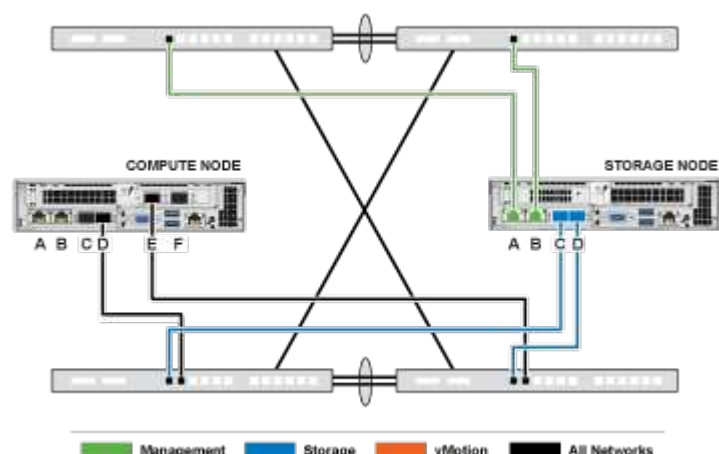 COMPUTE NODE
STORAGE NODE
A B C D E F
A B C D
Management Storage vMotion All Networks